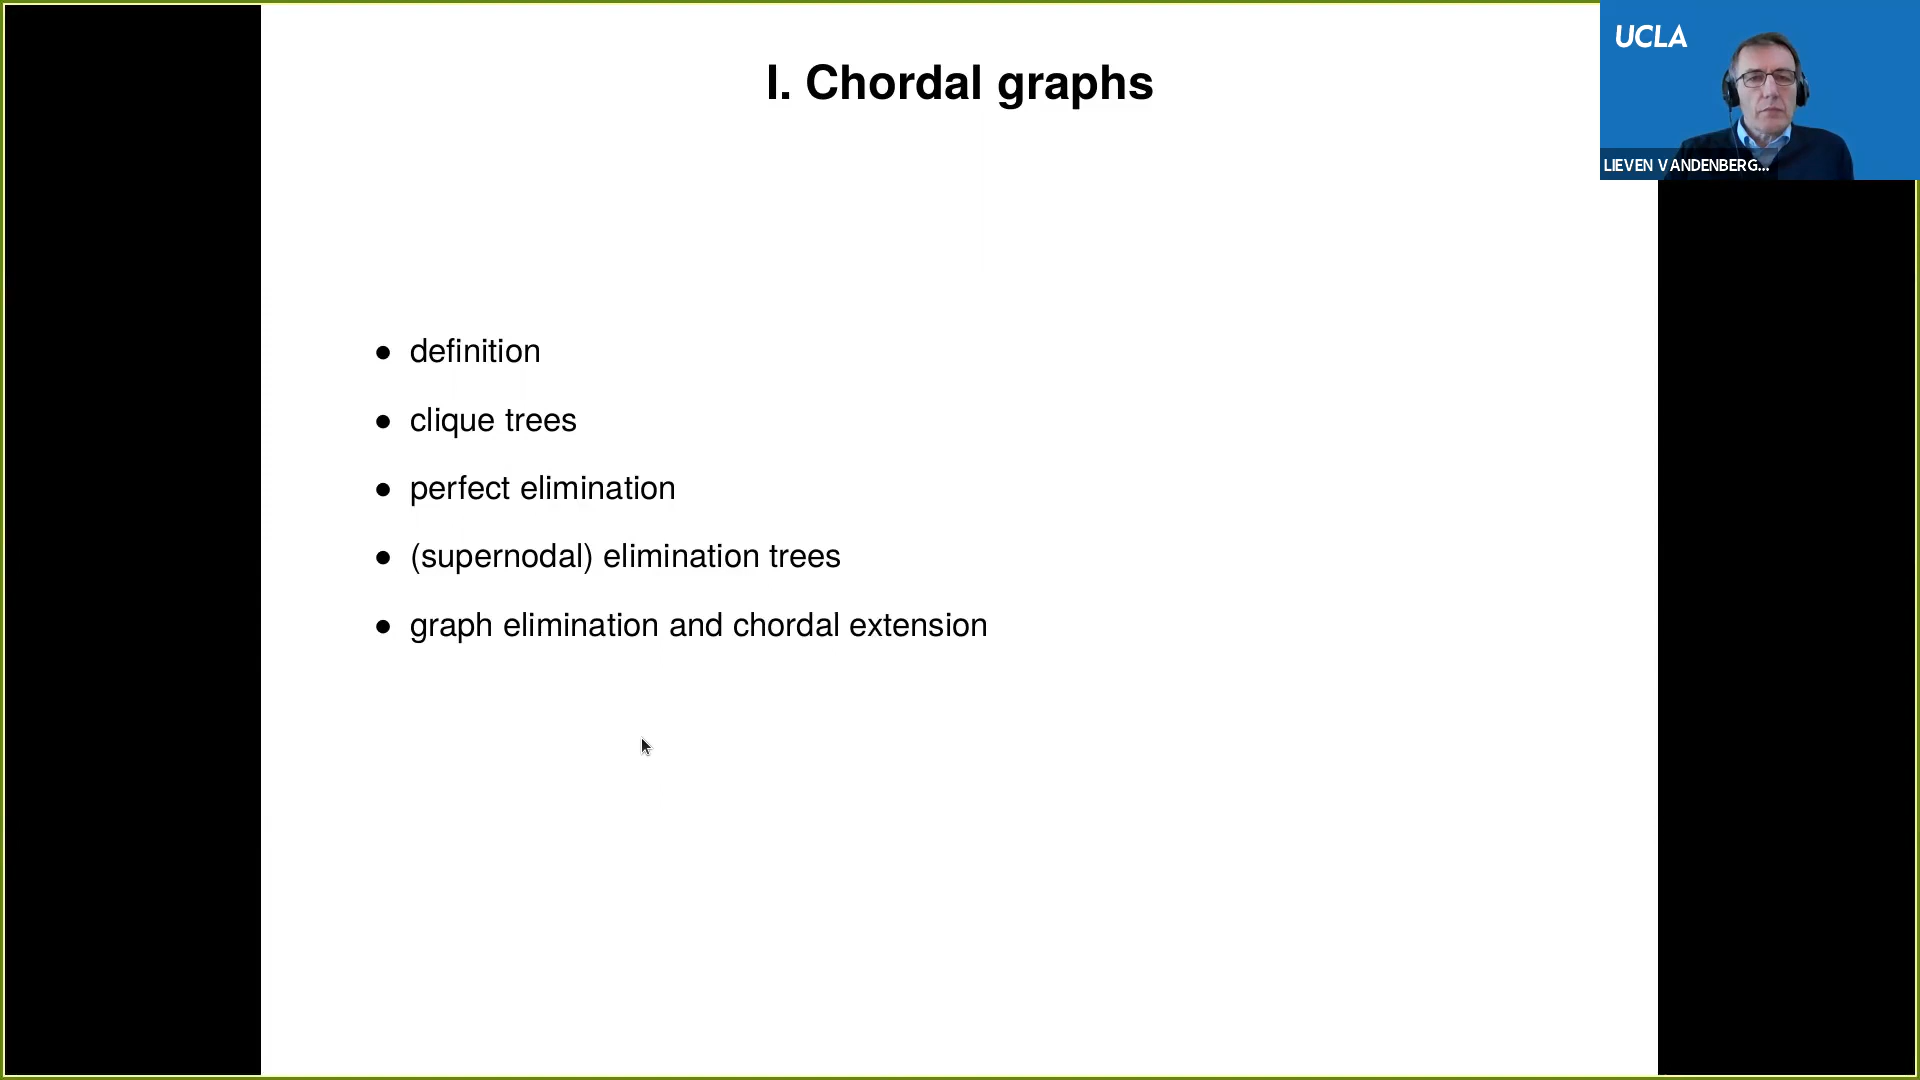 I. Chordal graphs
UCLA
LIEVEN VANDENBERG...
• definition
• clique trees
• perfect elimination
• (supernodal) elimination trees
• graph elimination and chordal extension